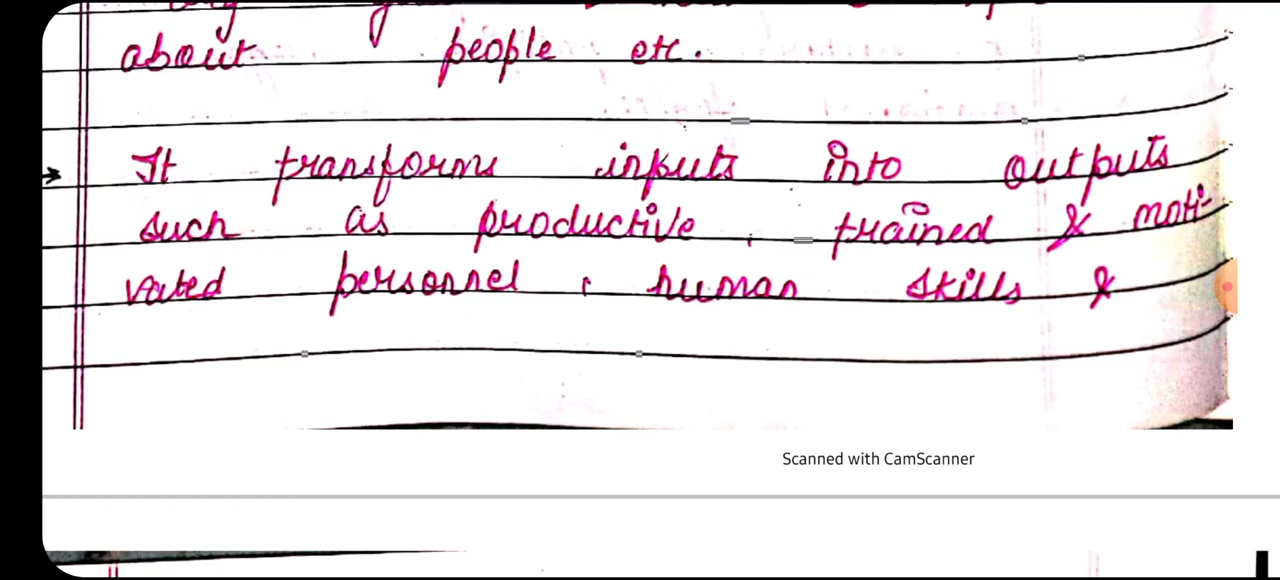 about people etc.
→ It transforms inputs into outputs
such as productive, trained & moti-
vated personnel, human skills &
Scanned with CamScanner